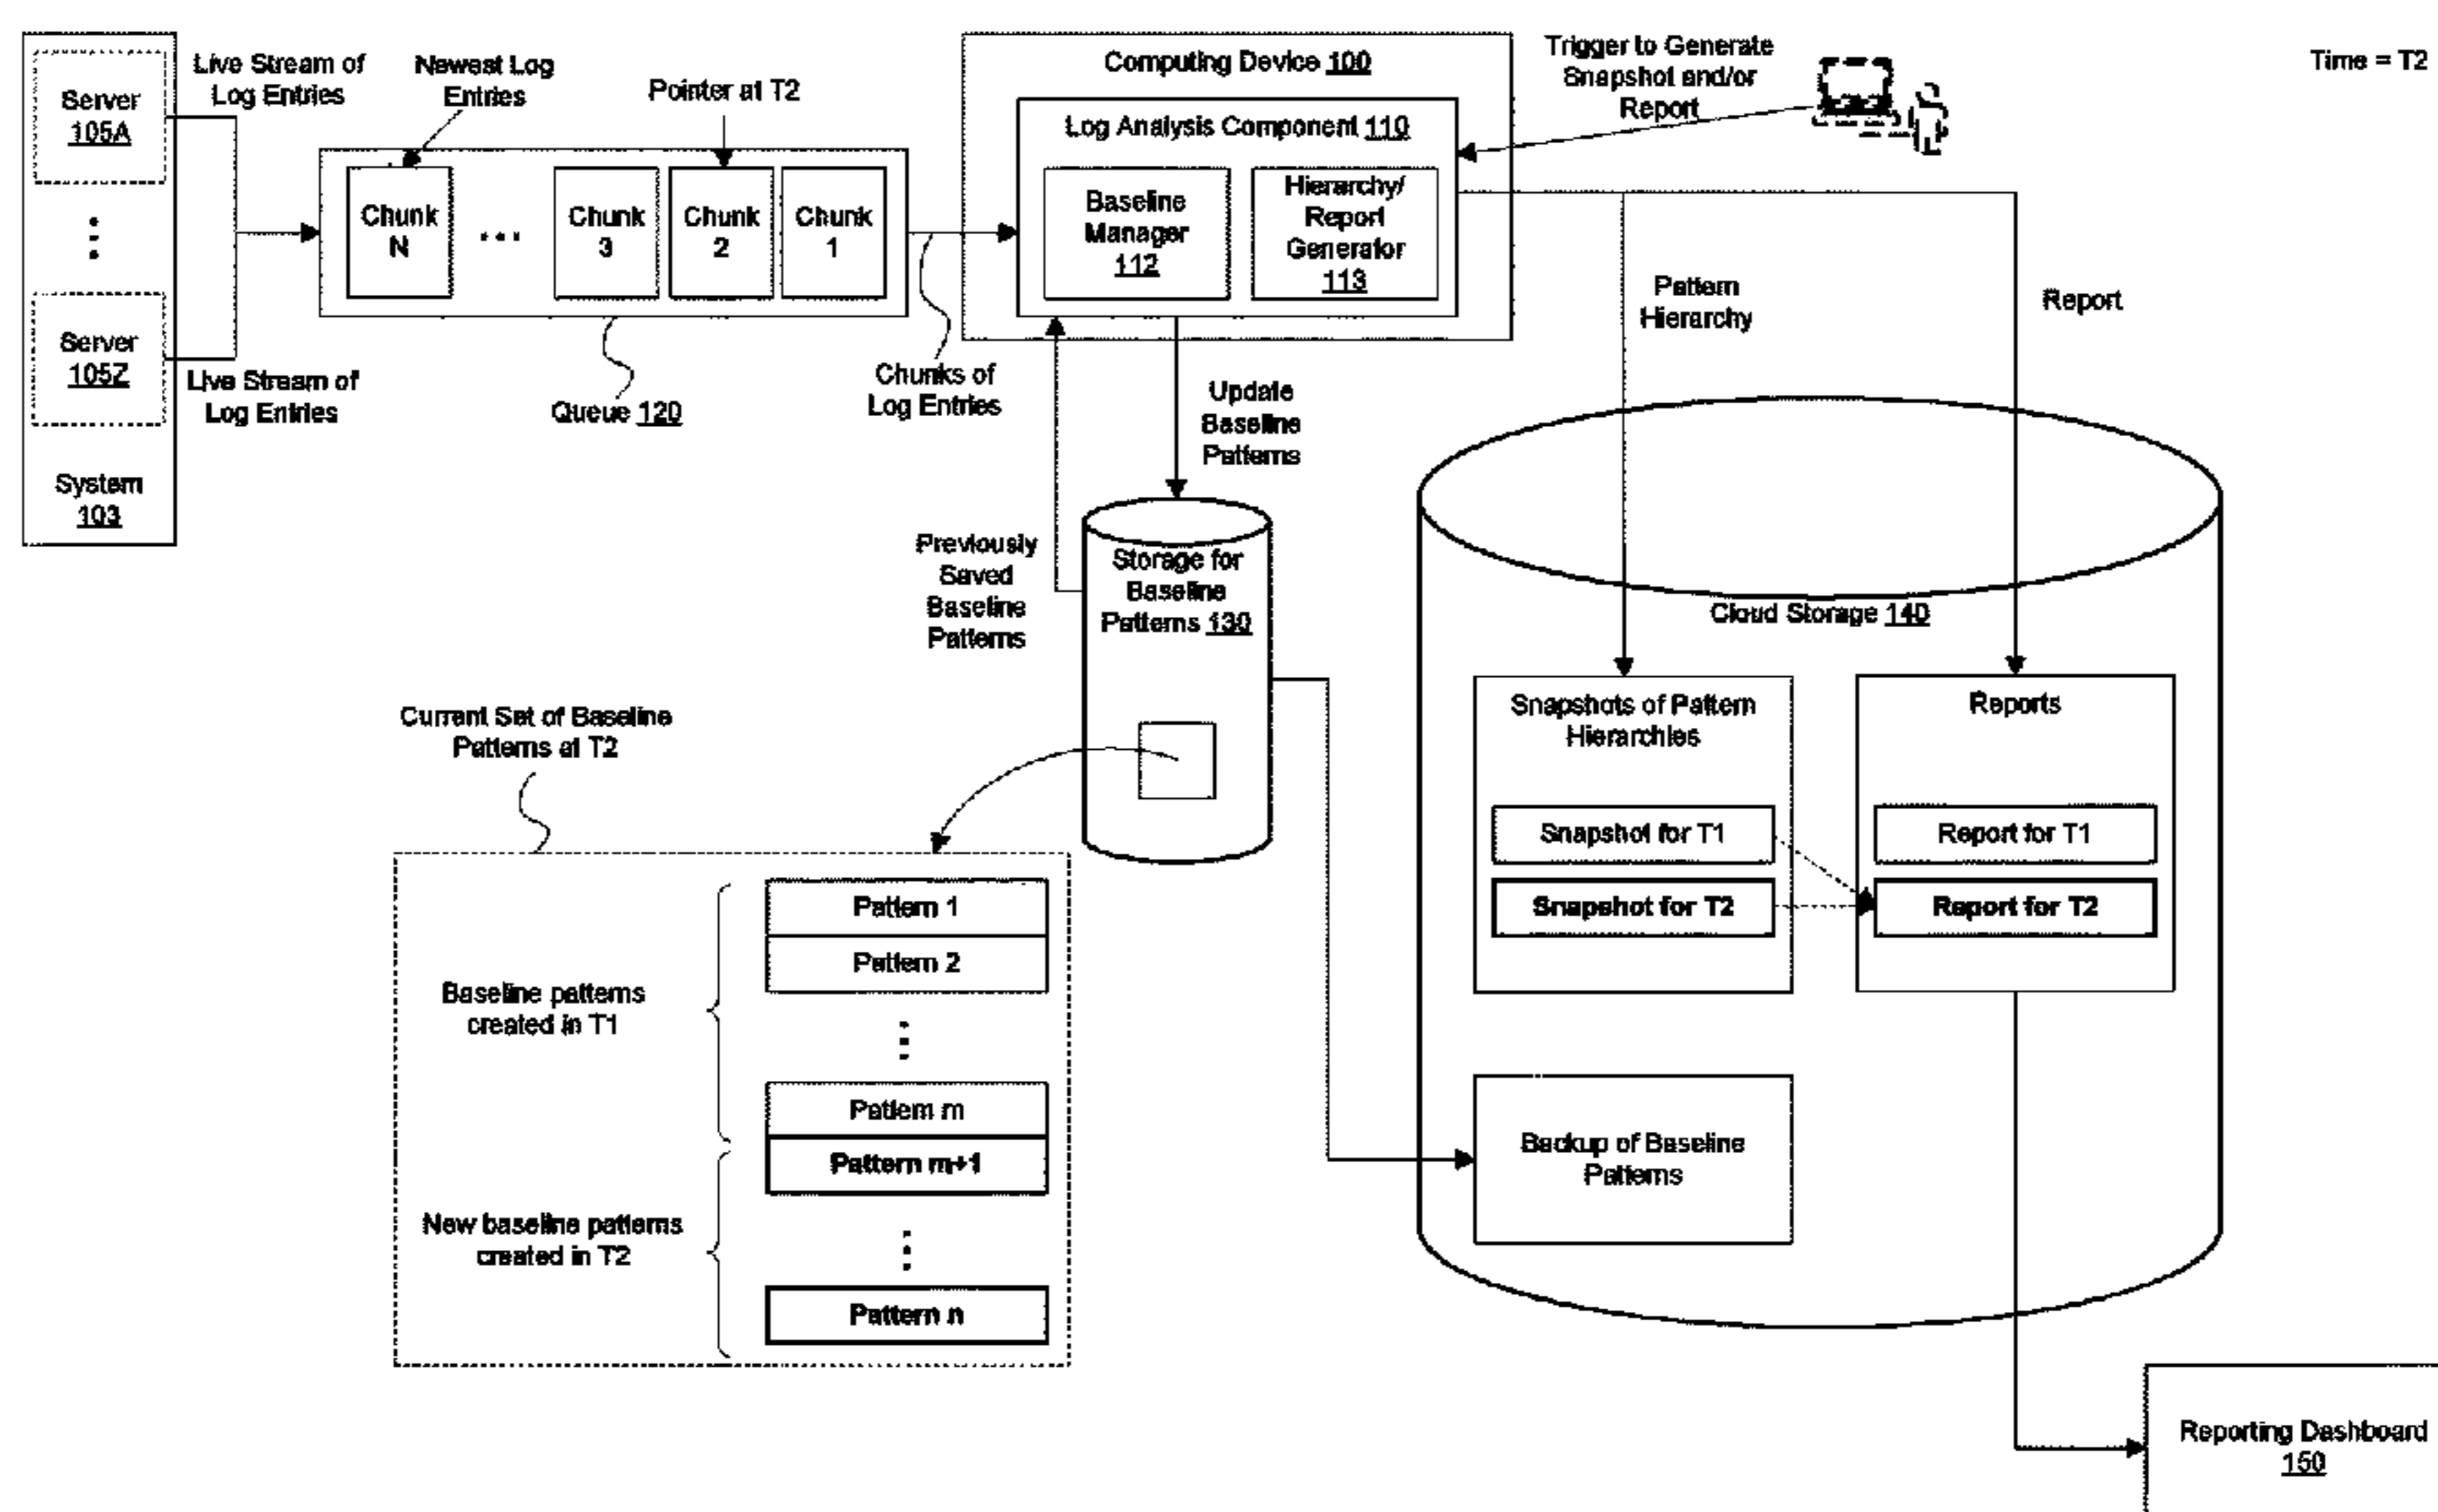 Time = T2
Server
105A
Server
105Z
System
103
Live Stream of
Log Entries
Live Stream of
Log Entries
Newest Log
Entries
Pointer at T2
Chunk
N
...
Chunk
3
Chunk
2
Chunk
1
Queue 120
Chunks of
Log Entries
Computing Device 100
Log Analysis Component 110
Baseline
Manager
112
Hierarchy/
Report
Generator
113
Trigger to Generate
Snapshot and/or
Report
Pattern
Hierarchy
Report
Update
Baseline
Patterns
Previously
Saved
Baseline
Patterns
Storage for
Baseline
Patterns 130
Cloud Storage 140
Snapshots of Pattern
Hierarchies
Snapshot for T1
Snapshot for T2
Reports
Report for T1
Report for T2
Backup of Baseline
Patterns
Current Set of Baseline
Patterns at T2
Baseline patterns
created in T1
Pattern 1
Pattern 2
Pattern m
New baseline patterns
created in T2
Pattern m+1
Pattern n
Reporting Dashboard
150